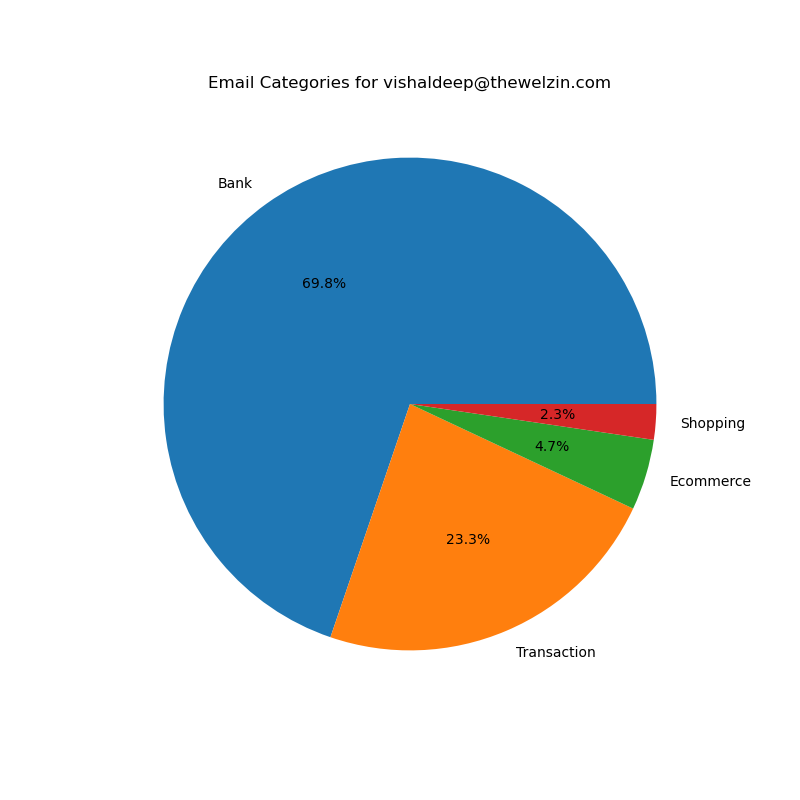 Email Categories for vishaldeep@thewelzin.com
Bank
69.8%
2.3%
Shopping
4.7%
Ecommerce
23.3%
Transaction